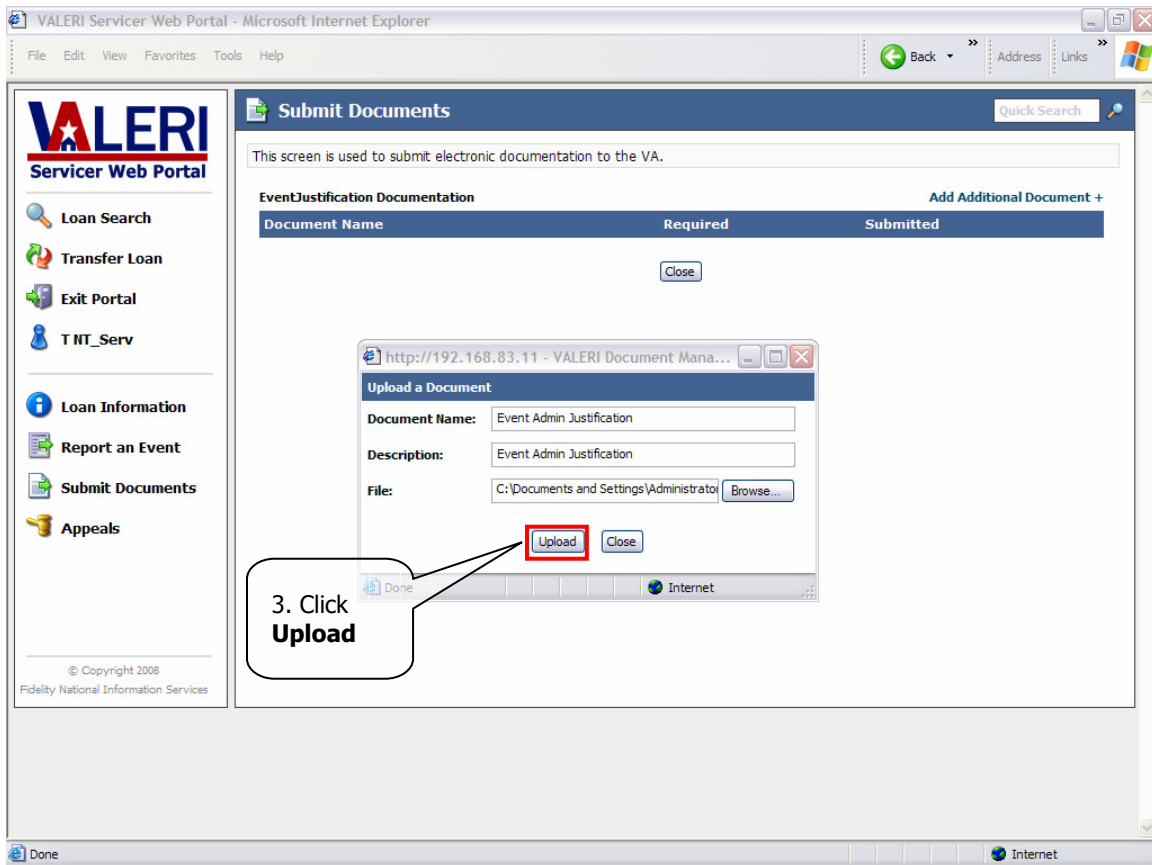 VALERI Servicer Web Portal - Microsoft Internet Explorer
File Edit View Favorites Tools Help
Back
»
Address
Links
»
VALERI
Servicer Web Portal
Loan Search
Transfer Loan
Exit Portal
T NT_Serv
Loan Information
Report an Event
Submit Documents
Appeals
© Copyright 2008
Fidelity National Information Services
Submit Documents
Quick Search
This screen is used to submit electronic documentation to the VA.
EventJustification Documentation
Add Additional Document +
Document Name Required Submitted
Close
http://192.168.83.11 - VALERI Document Mana...
Upload a Document
Document Name: Event Admin Justification
Description: Event Admin Justification
File: C:\Documents and Settings\Administrator Browse...
Upload Close
Done Internet
3. Click
Upload
Done Internet